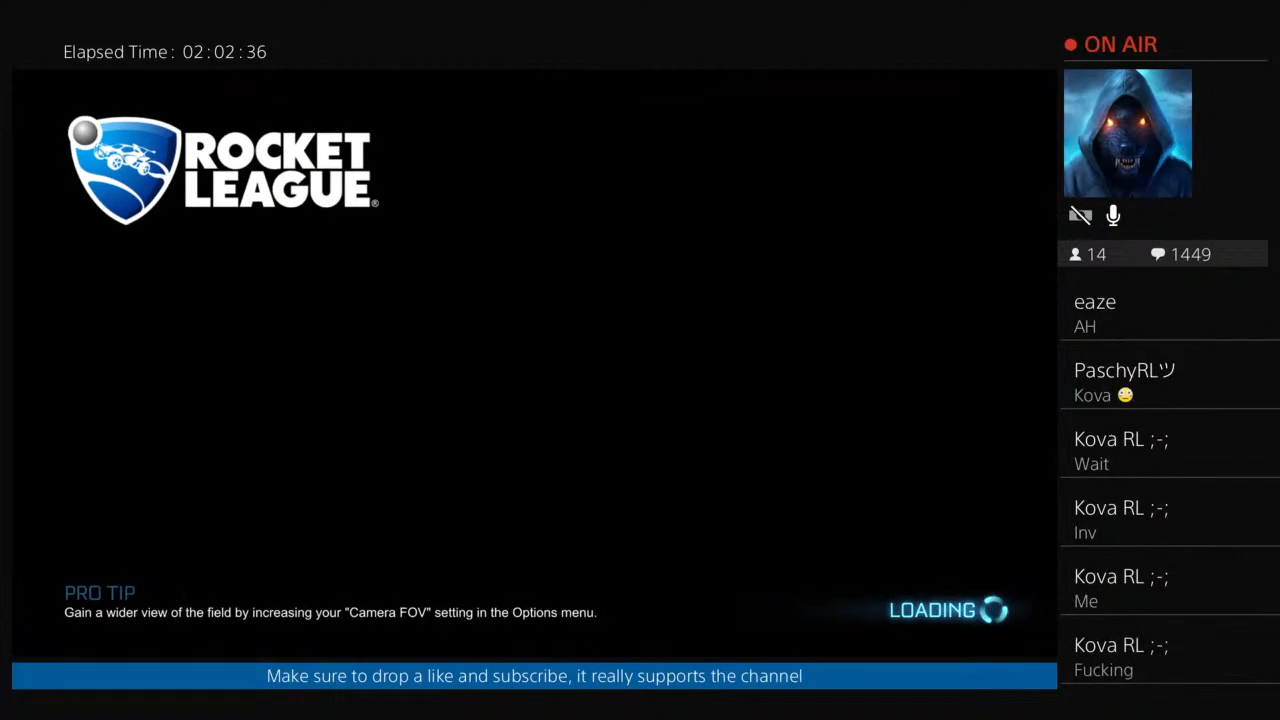 Elapsed Time: 02:02:36
ON AIR
ROCKET
LEAGUE®
14 1449
eaze
AH
PaschyRLツ
Kova 🙄
Kova RL ;-;
Wait
Kova RL ;-;
Inv
Kova RL ;-;
Me
Kova RL ;-;
Fucking
PRO TIP
Gain a wider view of the field by increasing your "Camera FOV" setting in the Options menu.
LOADING
Make sure to drop a like and subscribe, it really supports the channel